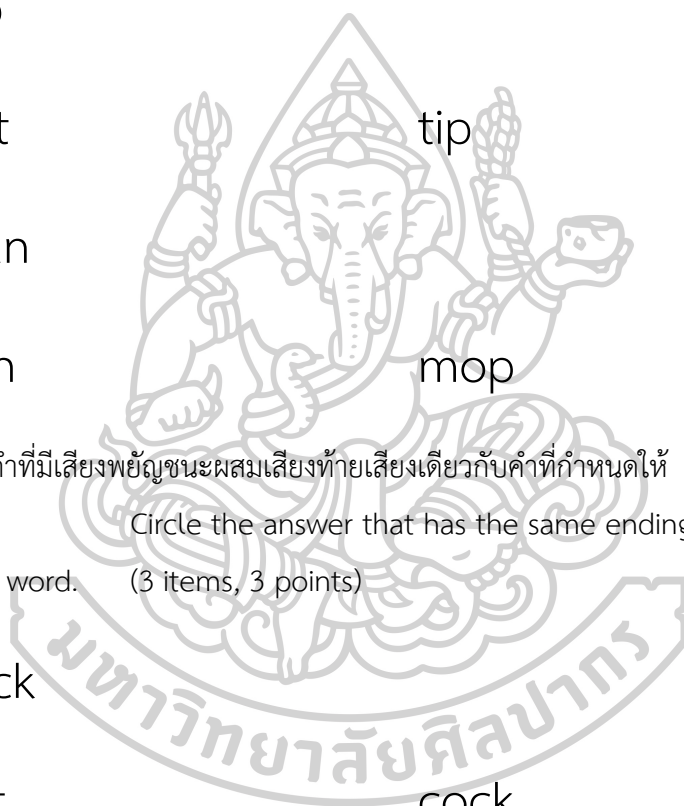 tip
mop
คำที่มีเสียงพยัญชนะผสมเสียงท้ายเสียงเดียวกับคำที่กำหนดให้
Circle the answer that has the same ending
word. (3 items, 3 points)
cock
มหาวิทยาลัยศิลปากร